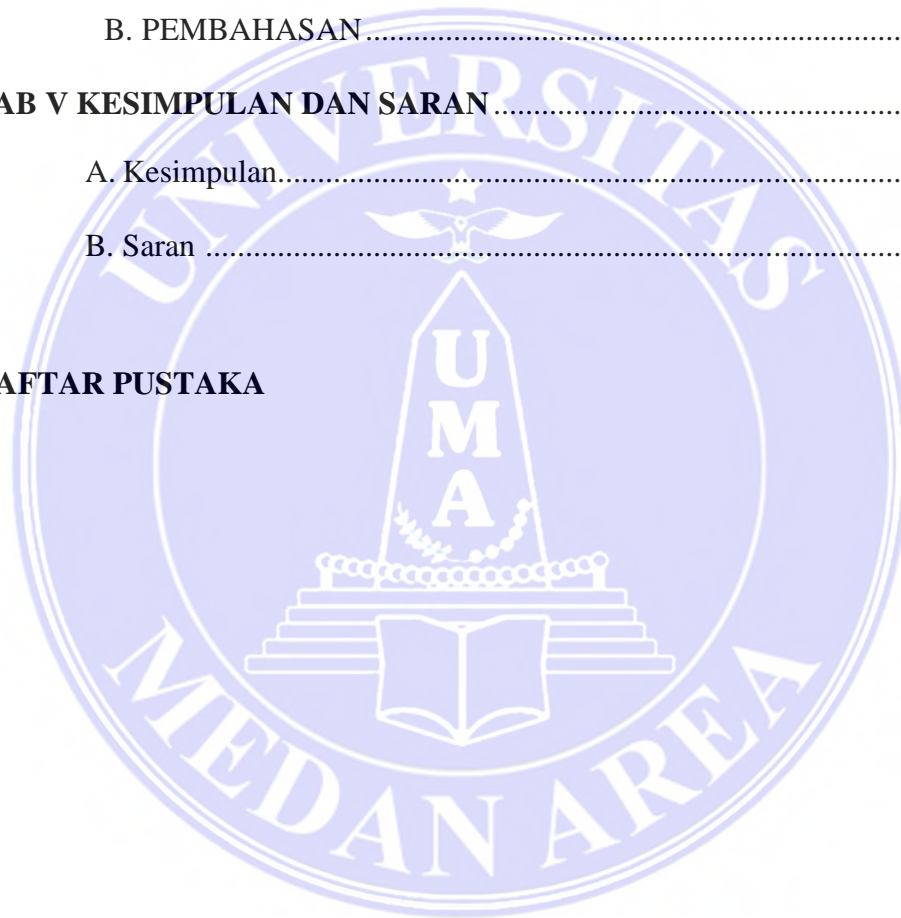 B. PEMBAHASAN........................................................................
AB V KESIMPULAN DAN SARAN......................................................
A. Kesimpulan................................................................................
B. Saran .........................................................................................
AFTAR PUSTAKA
UNIVERSITAS
U
M
A
MEDAN AREA